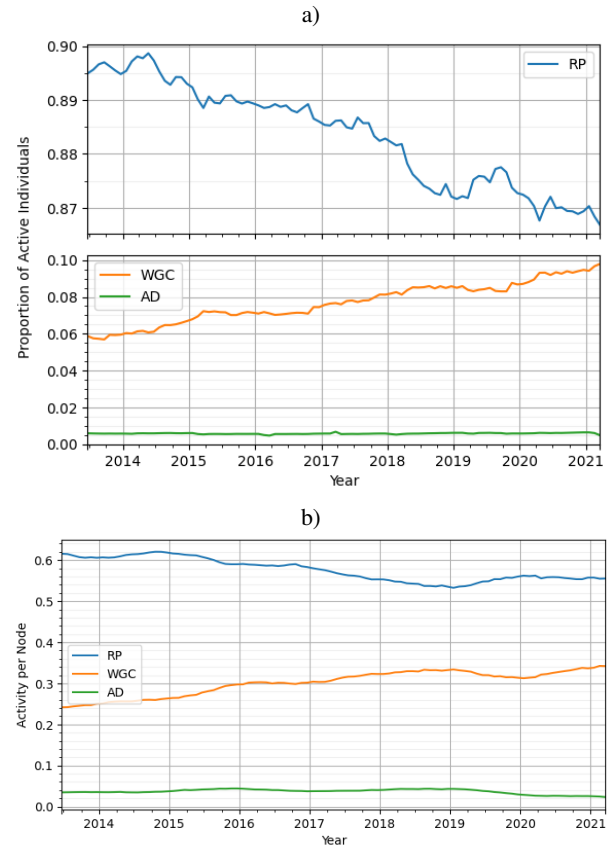 a)
0.90
0.89
0.88
0.87
RP
Proportion of Active Individuals
0.10
0.08
0.06
0.04
0.02
0.00
WGC
AD
2014 2015 2016 2017 2018 2019 2020 2021
Year
b)
0.6
0.5
0.4
0.3
0.2
0.1
0.0
Activity per Node
RP
WGC
AD
2014 2015 2016 2017 2018 2019 2020 2021
Year